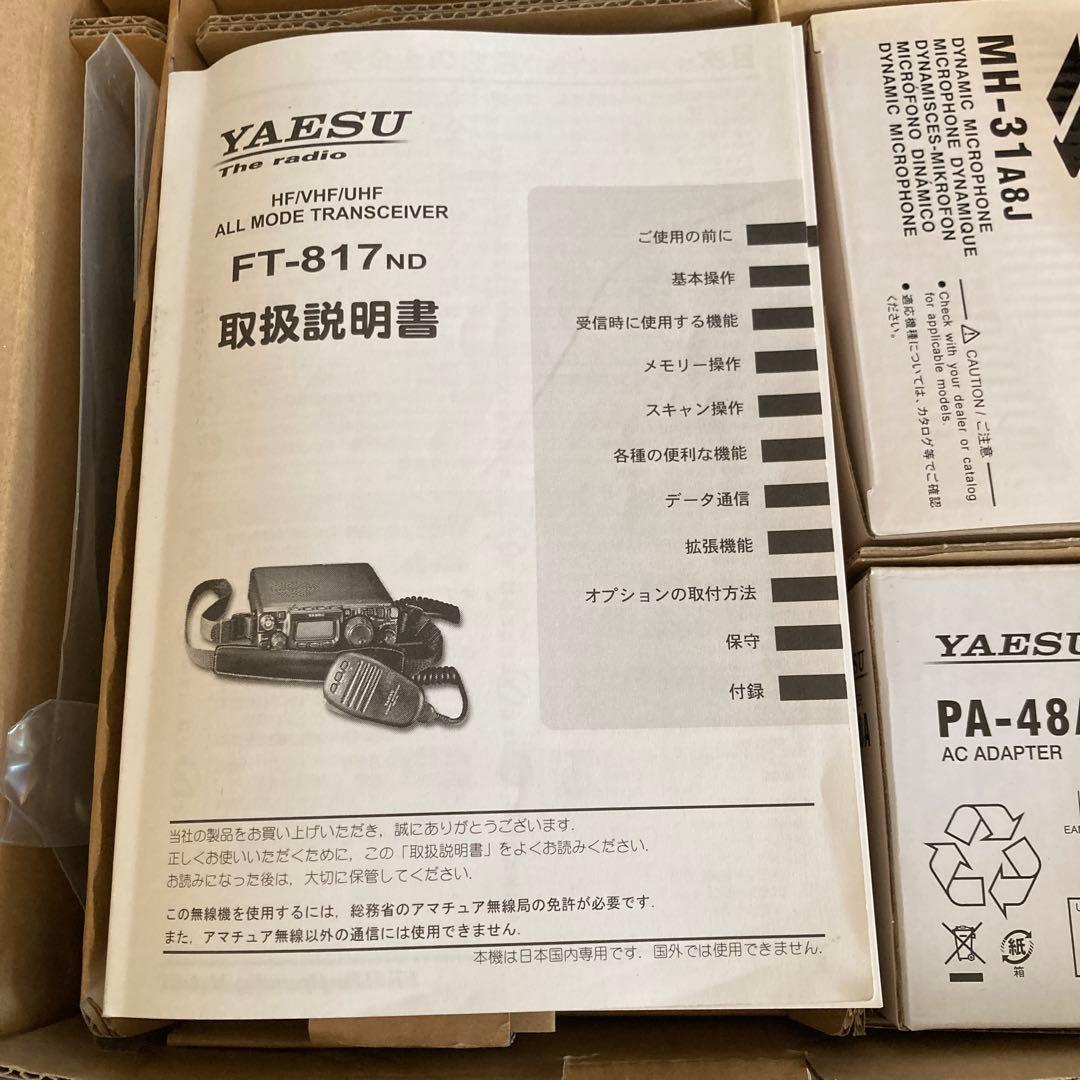 YAESU
The radio
HF/VHF/UHF
ALL MODE TRANSCEIVER
FT-817ND
取扱説明書
ご使用の前に
基本操作
受信時に使用する機能
メモリー操作
スキャン操作
各種の便利な機能
データ通信
拡張機能
オプションの取付方法
保守
付録
当社の製品をお買い上げいただき，誠にありがとうございます．
正しくお使いいただくために，この「取扱説明書」をよくお読みください．
お読みになった後は，大切に保管してください．
この無線機を使用するには，総務省のアマチュア無線局の免許が必要です．
また，アマチュア無線以外の通信には使用できません．
本機は日本国内専用です．国外では使用できません．
MH-31A8J
DYNAMIC MICROPHONE
MICROPHONE DYNAMIQUE
DYNAMISCES-MIKROFON
MICRÓFONO DINÁMICO
DYNAMIC MICROPHONE
CAUTION / ご注意
● Check with your dealer or catalog
for applicable models.
● 適応機種については、カタログ等でご確認
ください。
YAESU
PA-48
AC ADAPTER
紙
箱